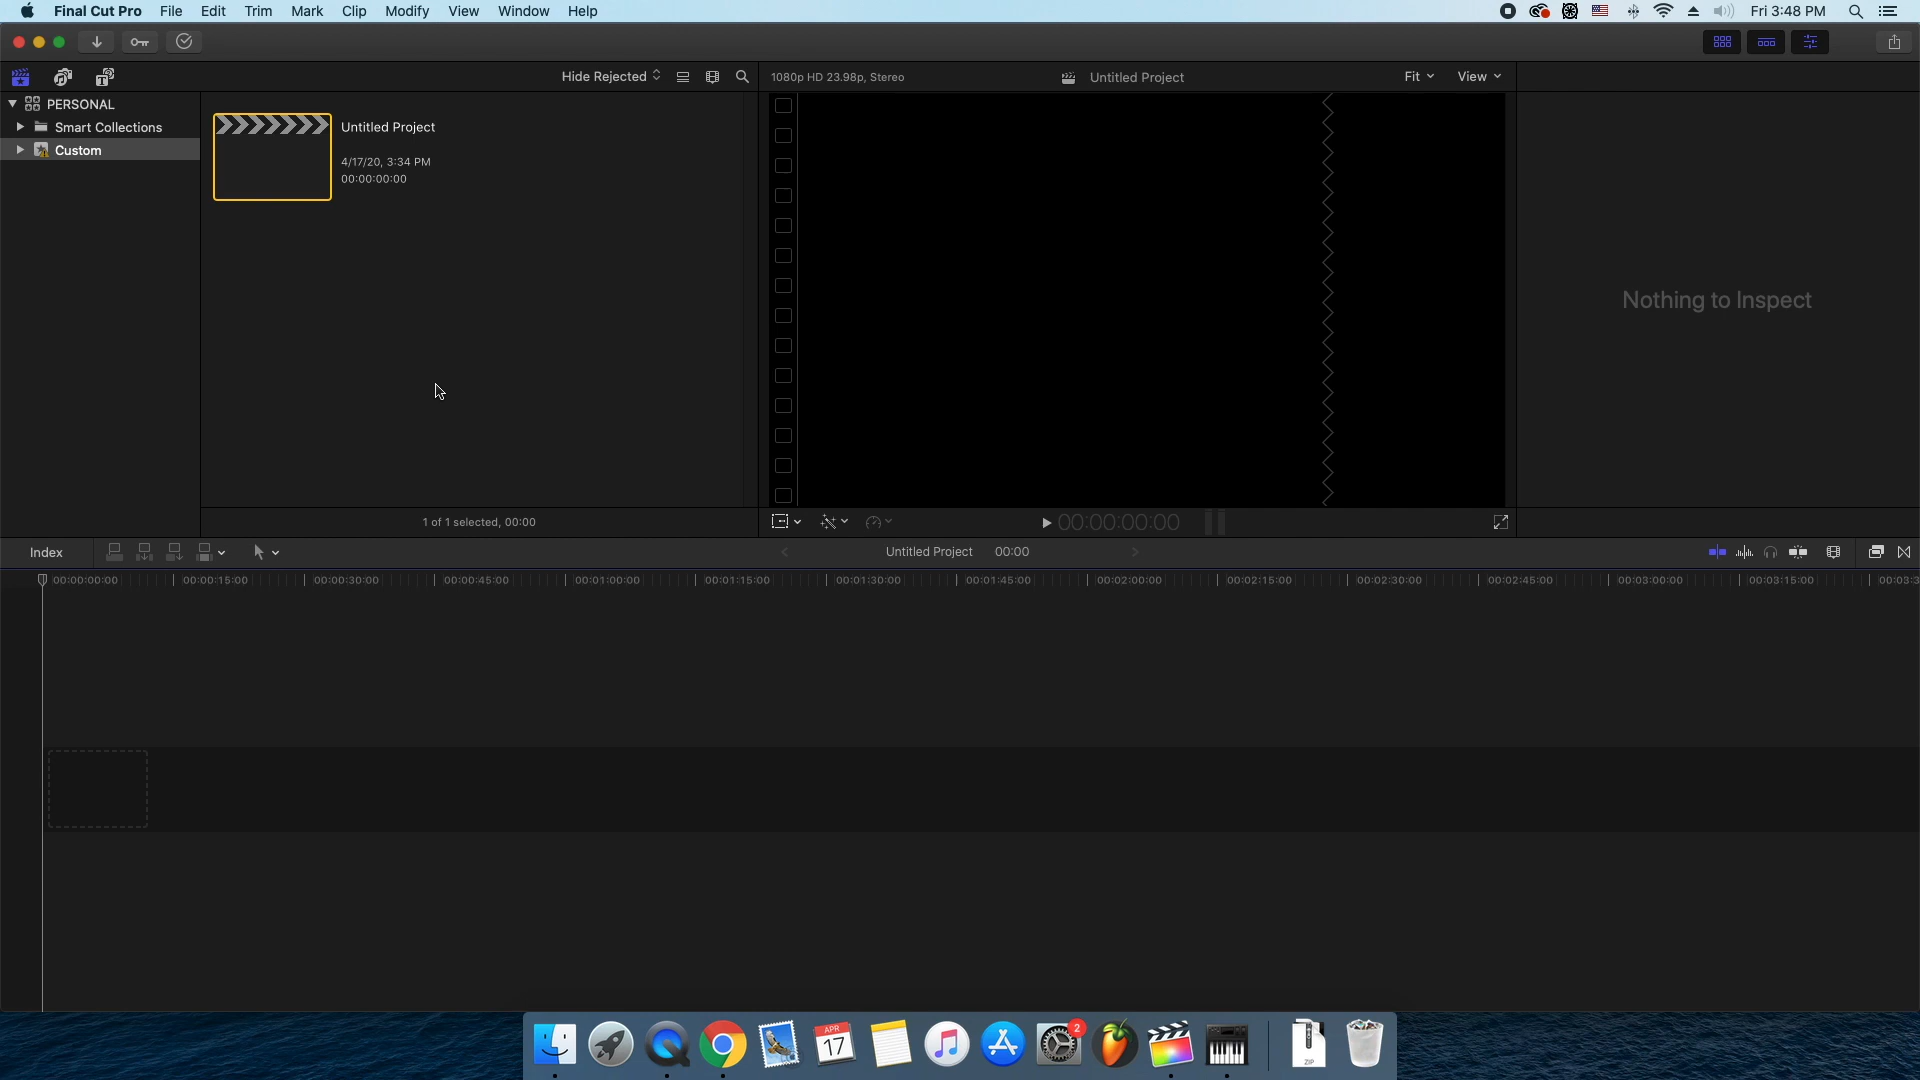 Final Cut Pro File Edit Trim Mark Clip Modify View Window Help Fri 3:48 PM
Hide Rejected 1080p HD 23.98p, Stereo Untitled Project Fit View
PERSONAL
Smart Collections
Custom
Untitled Project
4/17/20, 3:34 PM
00:00:00:00
Nothing to Inspect
1 of 1 selected, 00:00
00:00:00:00
Index Untitled Project 00:00
00:00:00:00 00:00:15:00 00:00:30:00 00:00:45:00 00:01:00:00 00:01:15:00 00:01:30:00 00:01:45:00 00:02:00:00 00:02:15:00 00:02:30:00 00:02:45:00 00:03:00:00 00:03:15:00 00:03:3
APR
17
2
ZIP